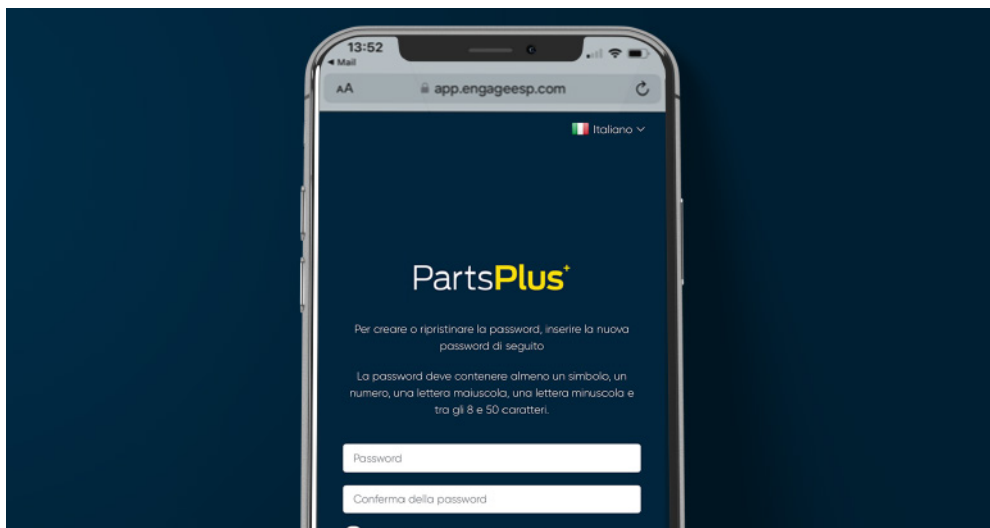 13:52
◀ Mail
AA app.engageesp.com
Italiano
PartsPlus+
Per creare o ripristinare la password, inserire la nuova
password di seguito
La password deve contenere almeno un simbolo, un
numero, una lettera maiuscola, una lettera minuscola e
tra gli 8 e 50 caratteri.
Password
Conferma della password